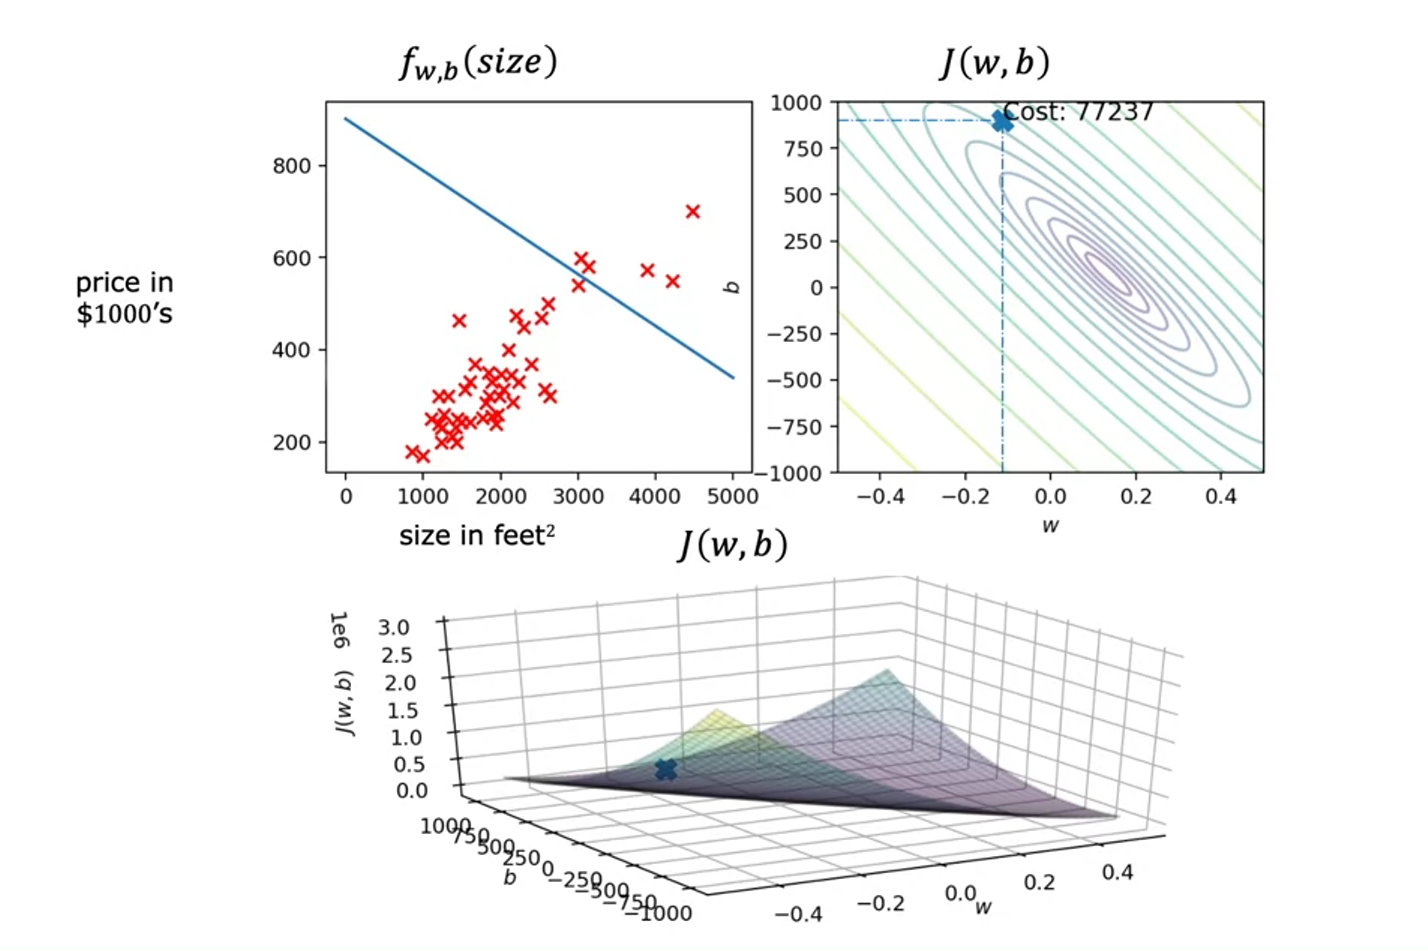 f_{w,b}(size)
J(w, b)
price in
$1000's
800
600
400
200
0 1000 2000 3000 4000 5000
size in feet²
Cost: 77237
1000
750
500
250
0
−250
−500
−750
−1000
b
−0.4 −0.2 0.0 0.2 0.4
w
J(w, b)
1e6
J(w,b)
3.0
2.5
2.0
1.5
1.0
0.5
0.0
1000
750
500
250
0
−250
−500
−750
−1000
b
−0.4 −0.2 0.0 0.2 0.4
w